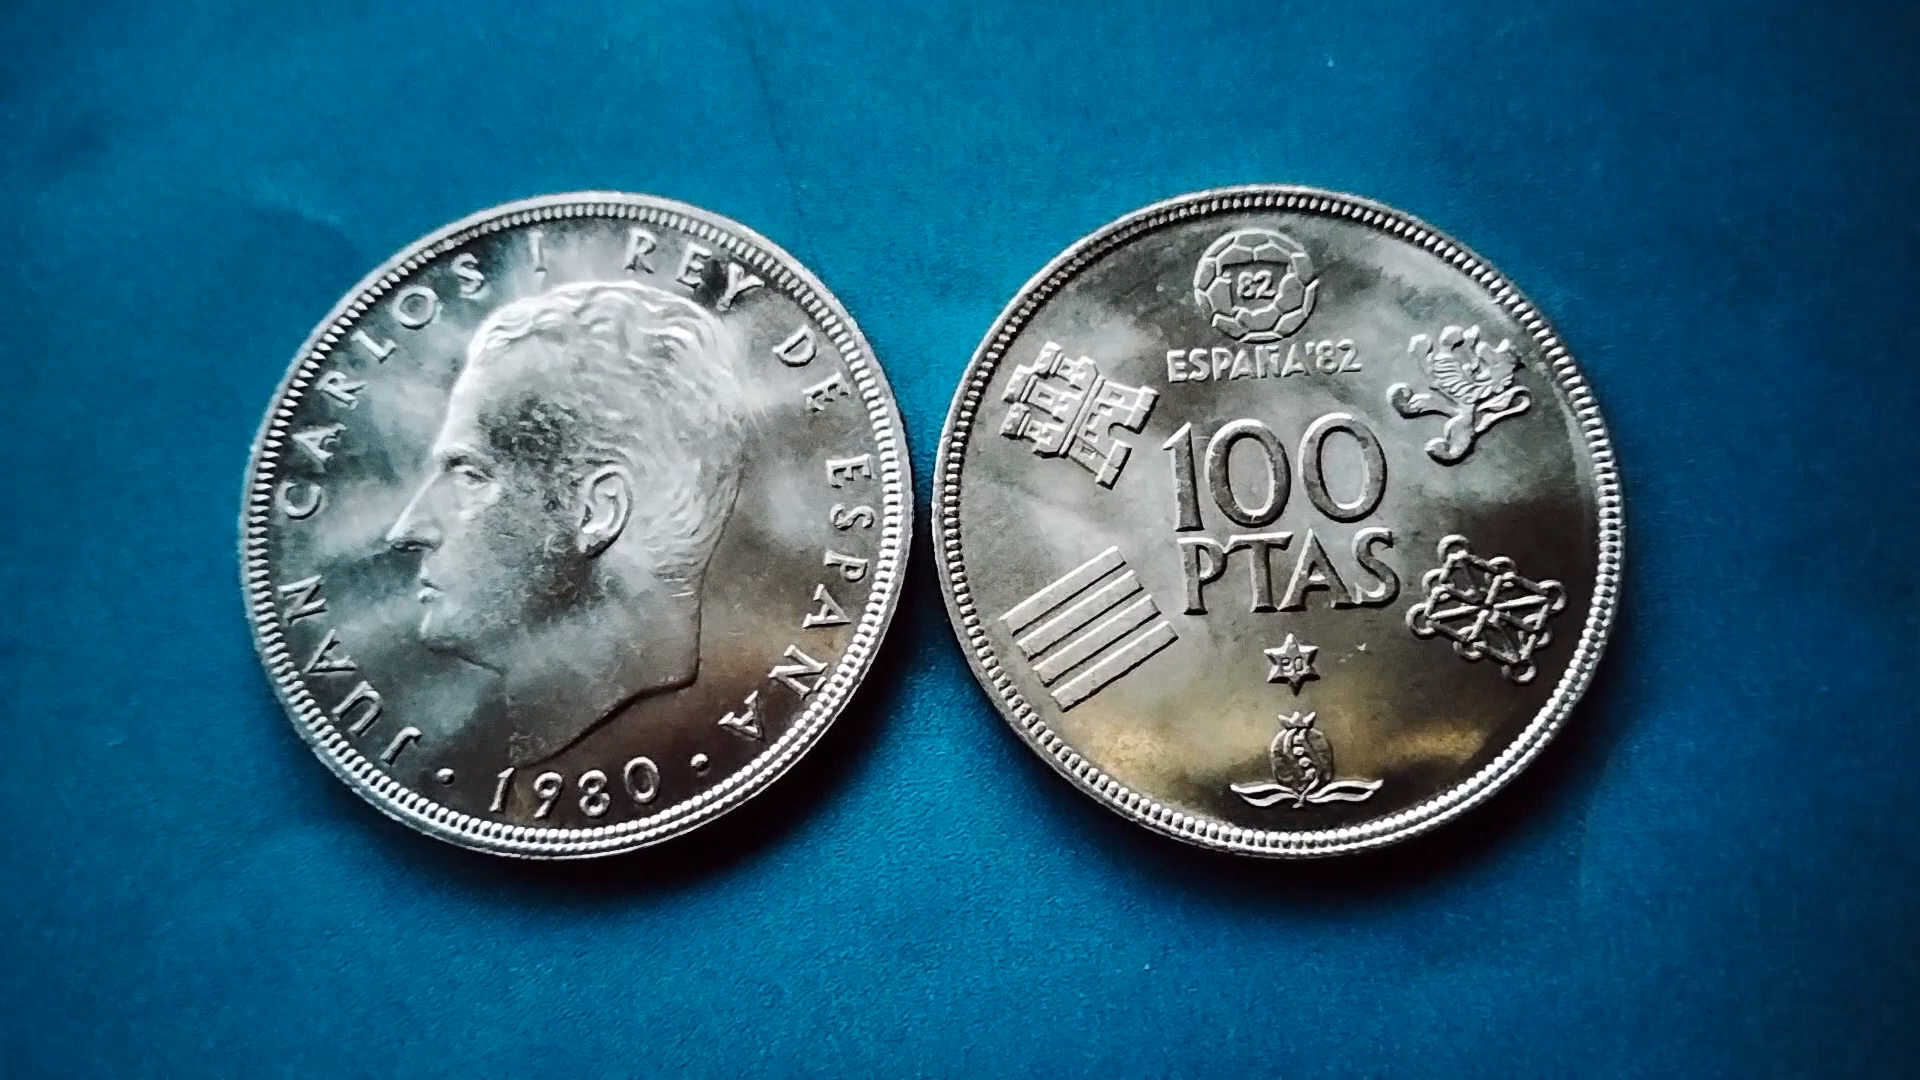 JUAN CARLOS I REY DE ESPAÑA
• 1980 •
82
ESPAÑA'82
100
PTAS
80